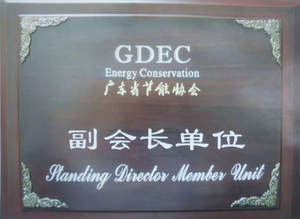 GDEC
Energy Conservation
广东省节能协会
副会长单位
Standing Director Member Unit